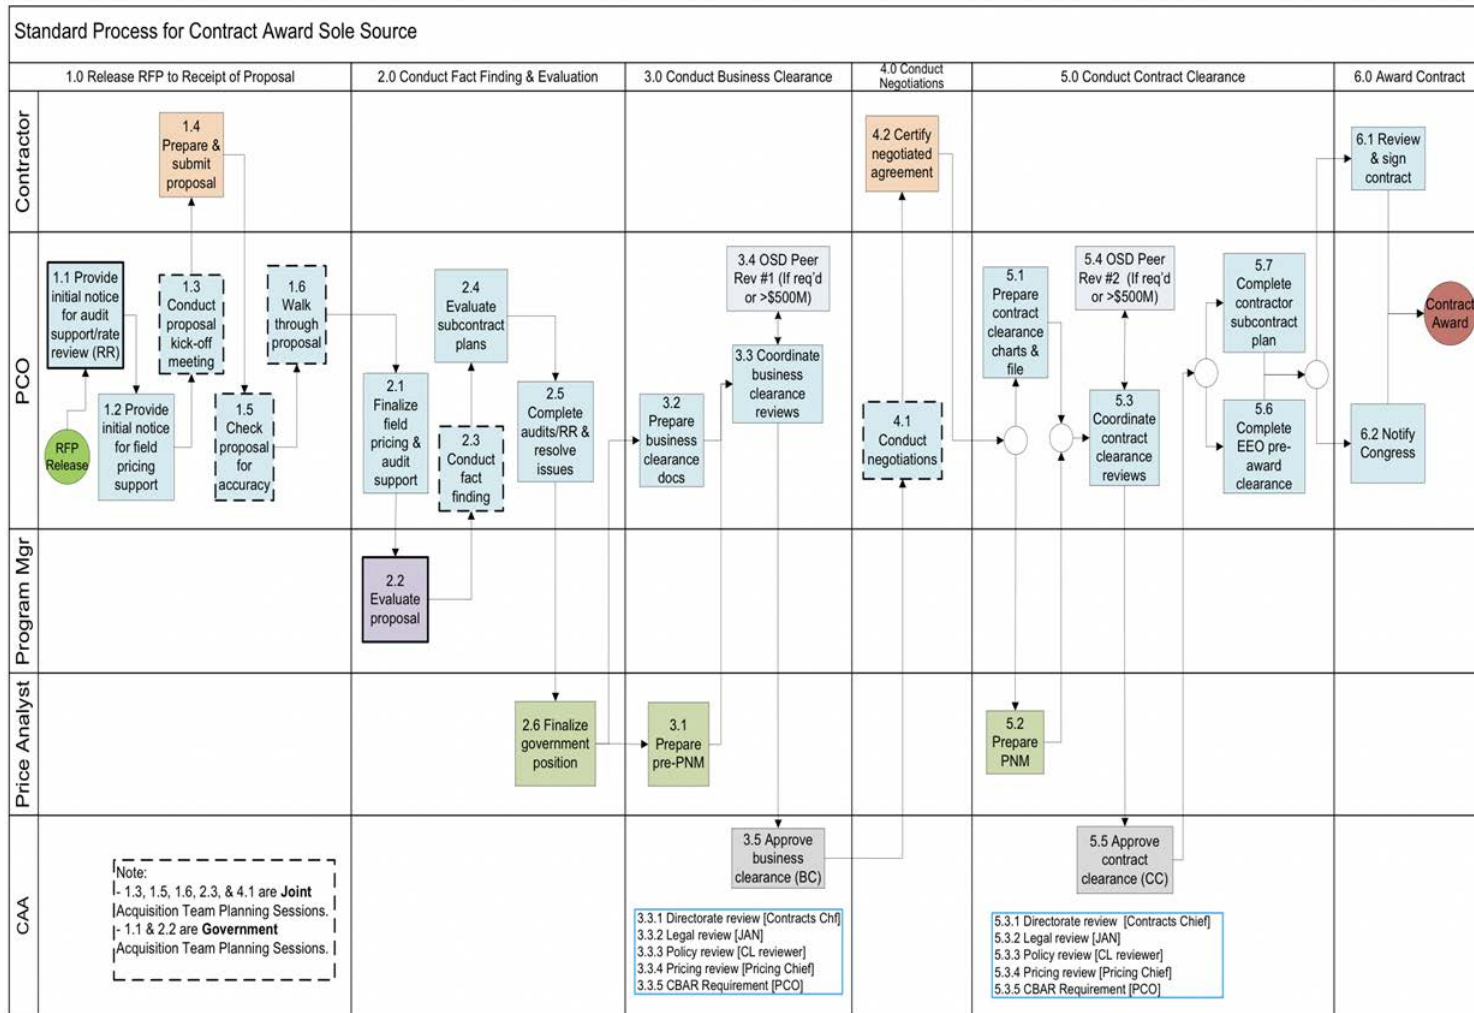 Standard Process for Contract Award Sole Source
1.0 Release RFP to Receipt of Proposal
2.0 Conduct Fact Finding & Evaluation
3.0 Conduct Business Clearance
4.0 Conduct
Negotiations
5.0 Conduct Contract Clearance
6.0 Award Contract
Contractor
1.4
Prepare &
submit
proposal
4.2 Certify
negotiated
agreement
6.1 Review
& sign
contract
PCO
RFP
Release
1.1 Provide
initial notice
for audit
support/rate
review (RR)
1.2 Provide
initial notice
for field
pricing
support
1.3
Conduct
proposal
kick-off
meeting
1.5
Check
proposal
for
accuracy
1.6
Walk
through
proposal
2.1
Finalize
field
pricing &
audit
support
2.4
Evaluate
subcontract
plans
2.3
Conduct
fact
finding
2.5
Complete
audits/RR &
resolve
issues
3.2
Prepare
business
clearance
docs
3.4 OSD Peer
Rev #1 (If req'd
or >$500M)
3.3 Coordinate
business
clearance
reviews
4.1
Conduct
negotiations
5.1
Prepare
contract
clearance
charts &
file
5.4 OSD Peer
Rev #2 (If req'd
or >$500M)
5.3
Coordinate
contract
clearance
reviews
5.7
Complete
contractor
subcontract
plan
5.6
Complete
EEO pre-
award
clearance
6.2 Notify
Congress
Contract
Award
Program Mgr
2.2
Evaluate
proposal
Price Analyst
2.6 Finalize
government
position
3.1
Prepare
pre-PNM
5.2
Prepare
PNM
CAA
Note:
- 1.3, 1.5, 1.6, 2.3, & 4.1 are Joint
Acquisition Team Planning Sessions.
- 1.1 & 2.2 are Government
Acquisition Team Planning Sessions.
3.5 Approve
business
clearance (BC)
3.3.1 Directorate review [Contracts Chf]
3.3.2 Legal review [JAN]
3.3.3 Policy review [CL reviewer]
3.3.4 Pricing review [Pricing Chief]
3.3.5 CBAR Requirement [PCO]
5.5 Approve
contract
clearance (CC)
5.3.1 Directorate review [Contracts Chief]
5.3.2 Legal review [JAN]
5.3.3 Policy review [CL reviewer]
5.3.4 Pricing review [Pricing Chief]
5.3.5 CBAR Requirement [PCO]